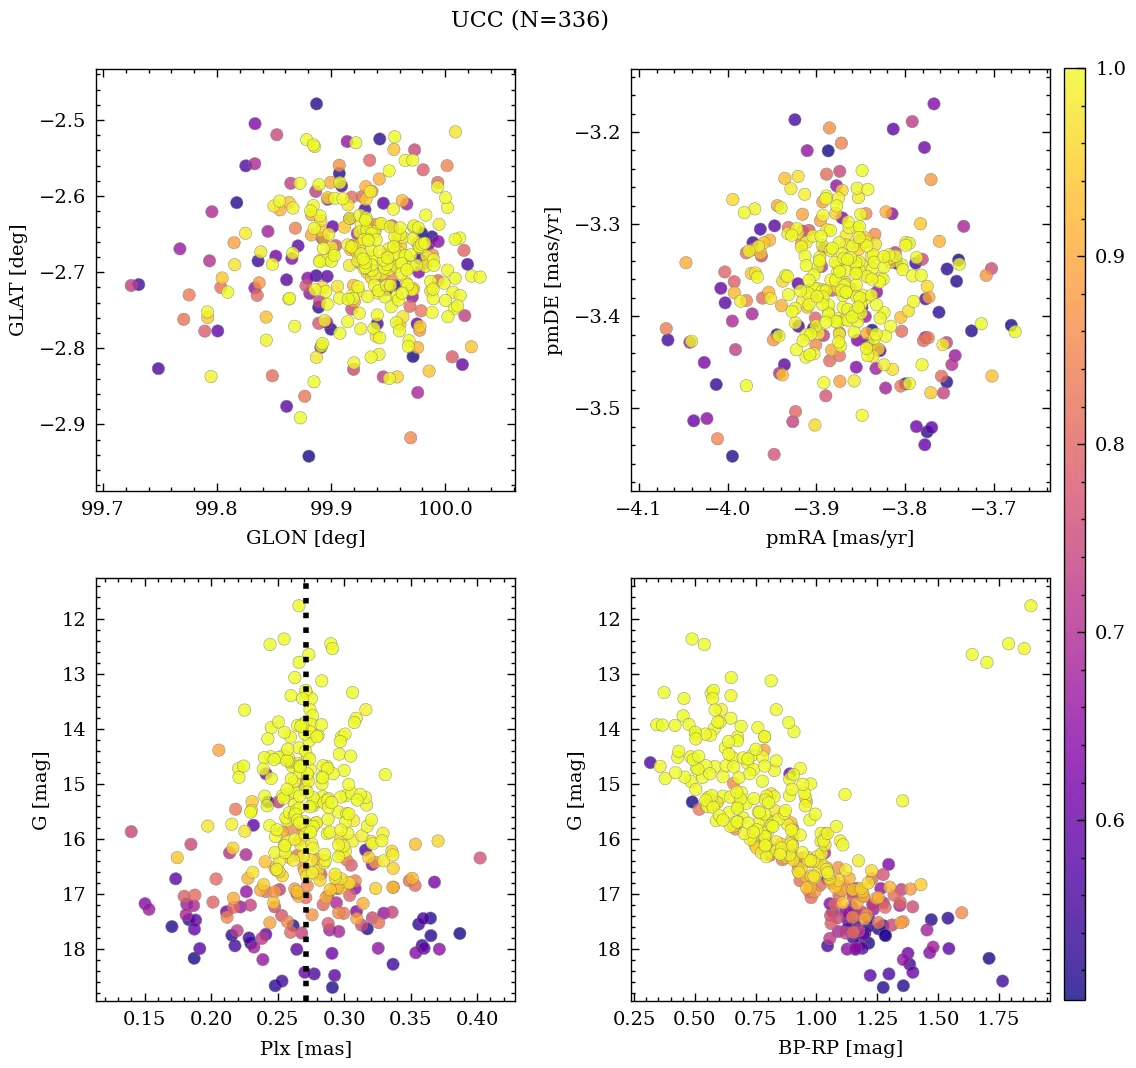 UCC (N=336)
−2.5
−2.6
−2.7
−2.8
−2.9
GLAT [deg]
99.7 99.8 99.9 100.0
GLON [deg]
−3.2
−3.3
−3.4
−3.5
pmDE [mas/yr]
−4.1 −4.0 −3.9 −3.8 −3.7
pmRA [mas/yr]
1.0
0.9
0.8
0.7
0.6
12
13
14
15
16
17
18
G [mag]
0.15 0.20 0.25 0.30 0.35 0.40
Plx [mas]
12
13
14
15
16
17
18
G [mag]
0.25 0.50 0.75 1.00 1.25 1.50 1.75
BP-RP [mag]